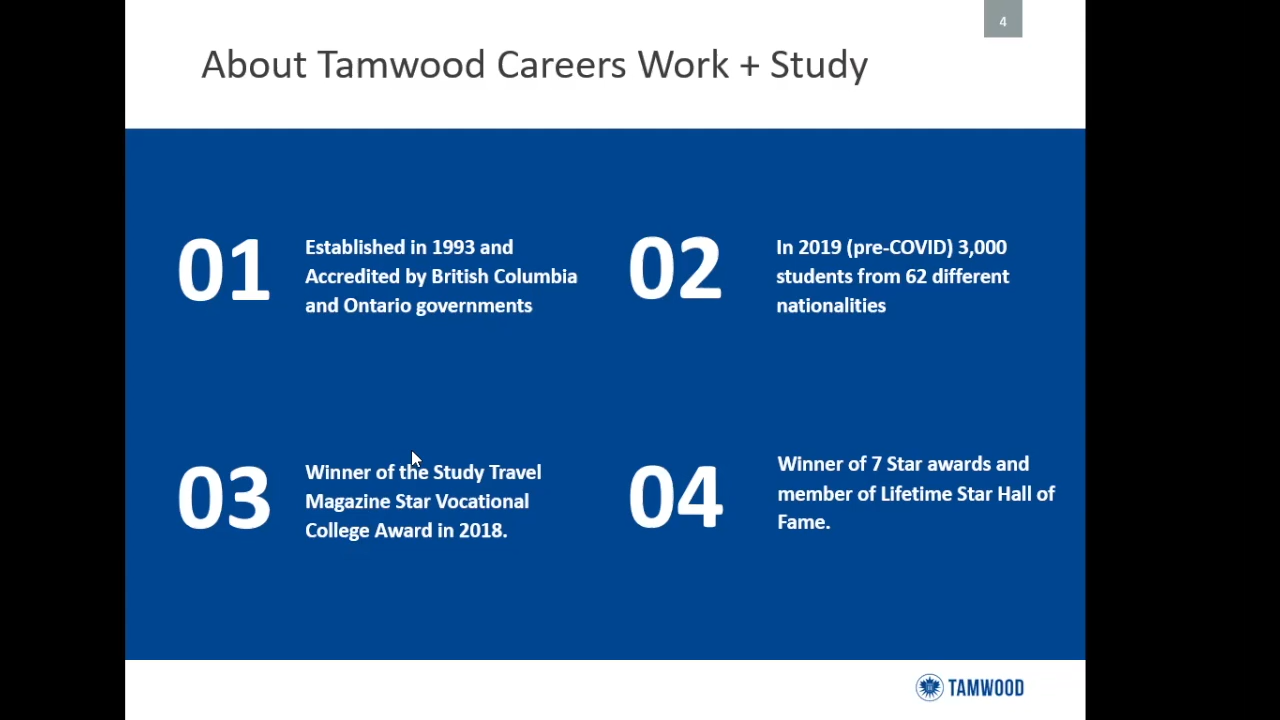 4
About Tamwood Careers Work + Study
01
Established in 1993 and
Accredited by British Columbia
and Ontario governments
02
In 2019 (pre-COVID) 3,000
students from 62 different
nationalities
03
Winner of the Study Travel
Magazine Star Vocational
College Award in 2018.
04
Winner of 7 Star awards and
member of Lifetime Star Hall of
Fame.
TAMWOOD